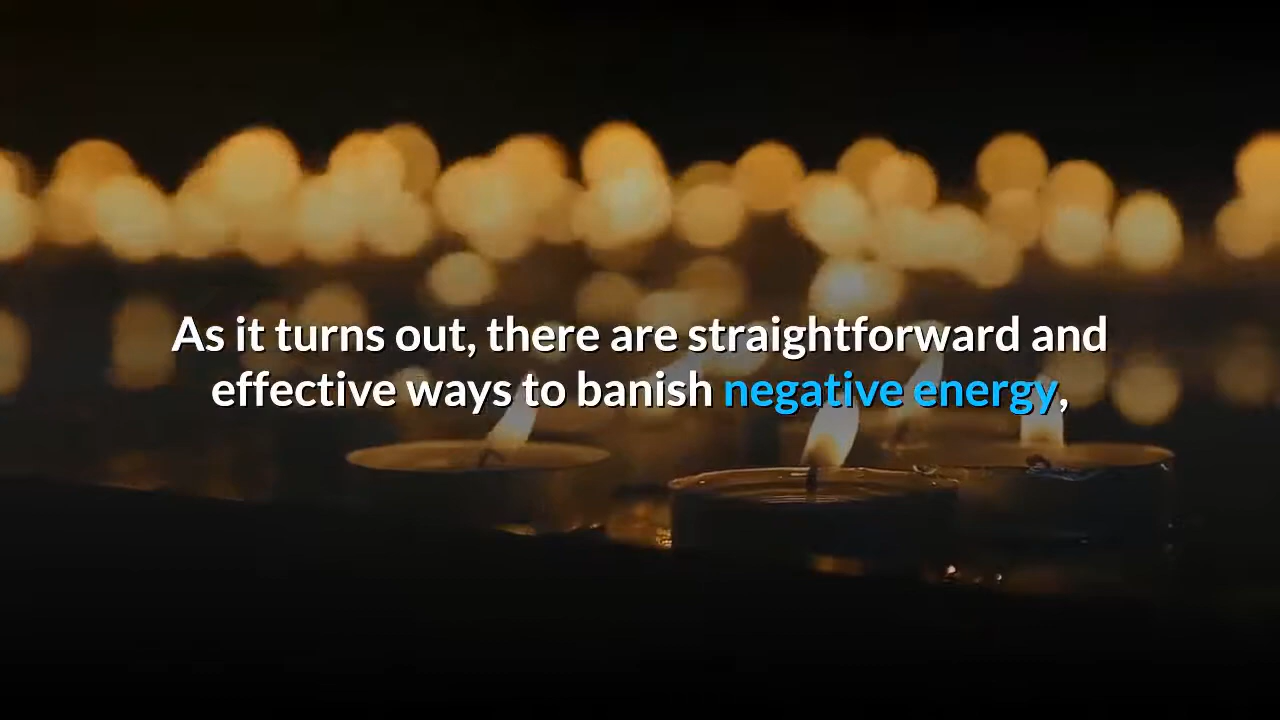 As it turns out, there are straightforward and
effective ways to banish negative energy,